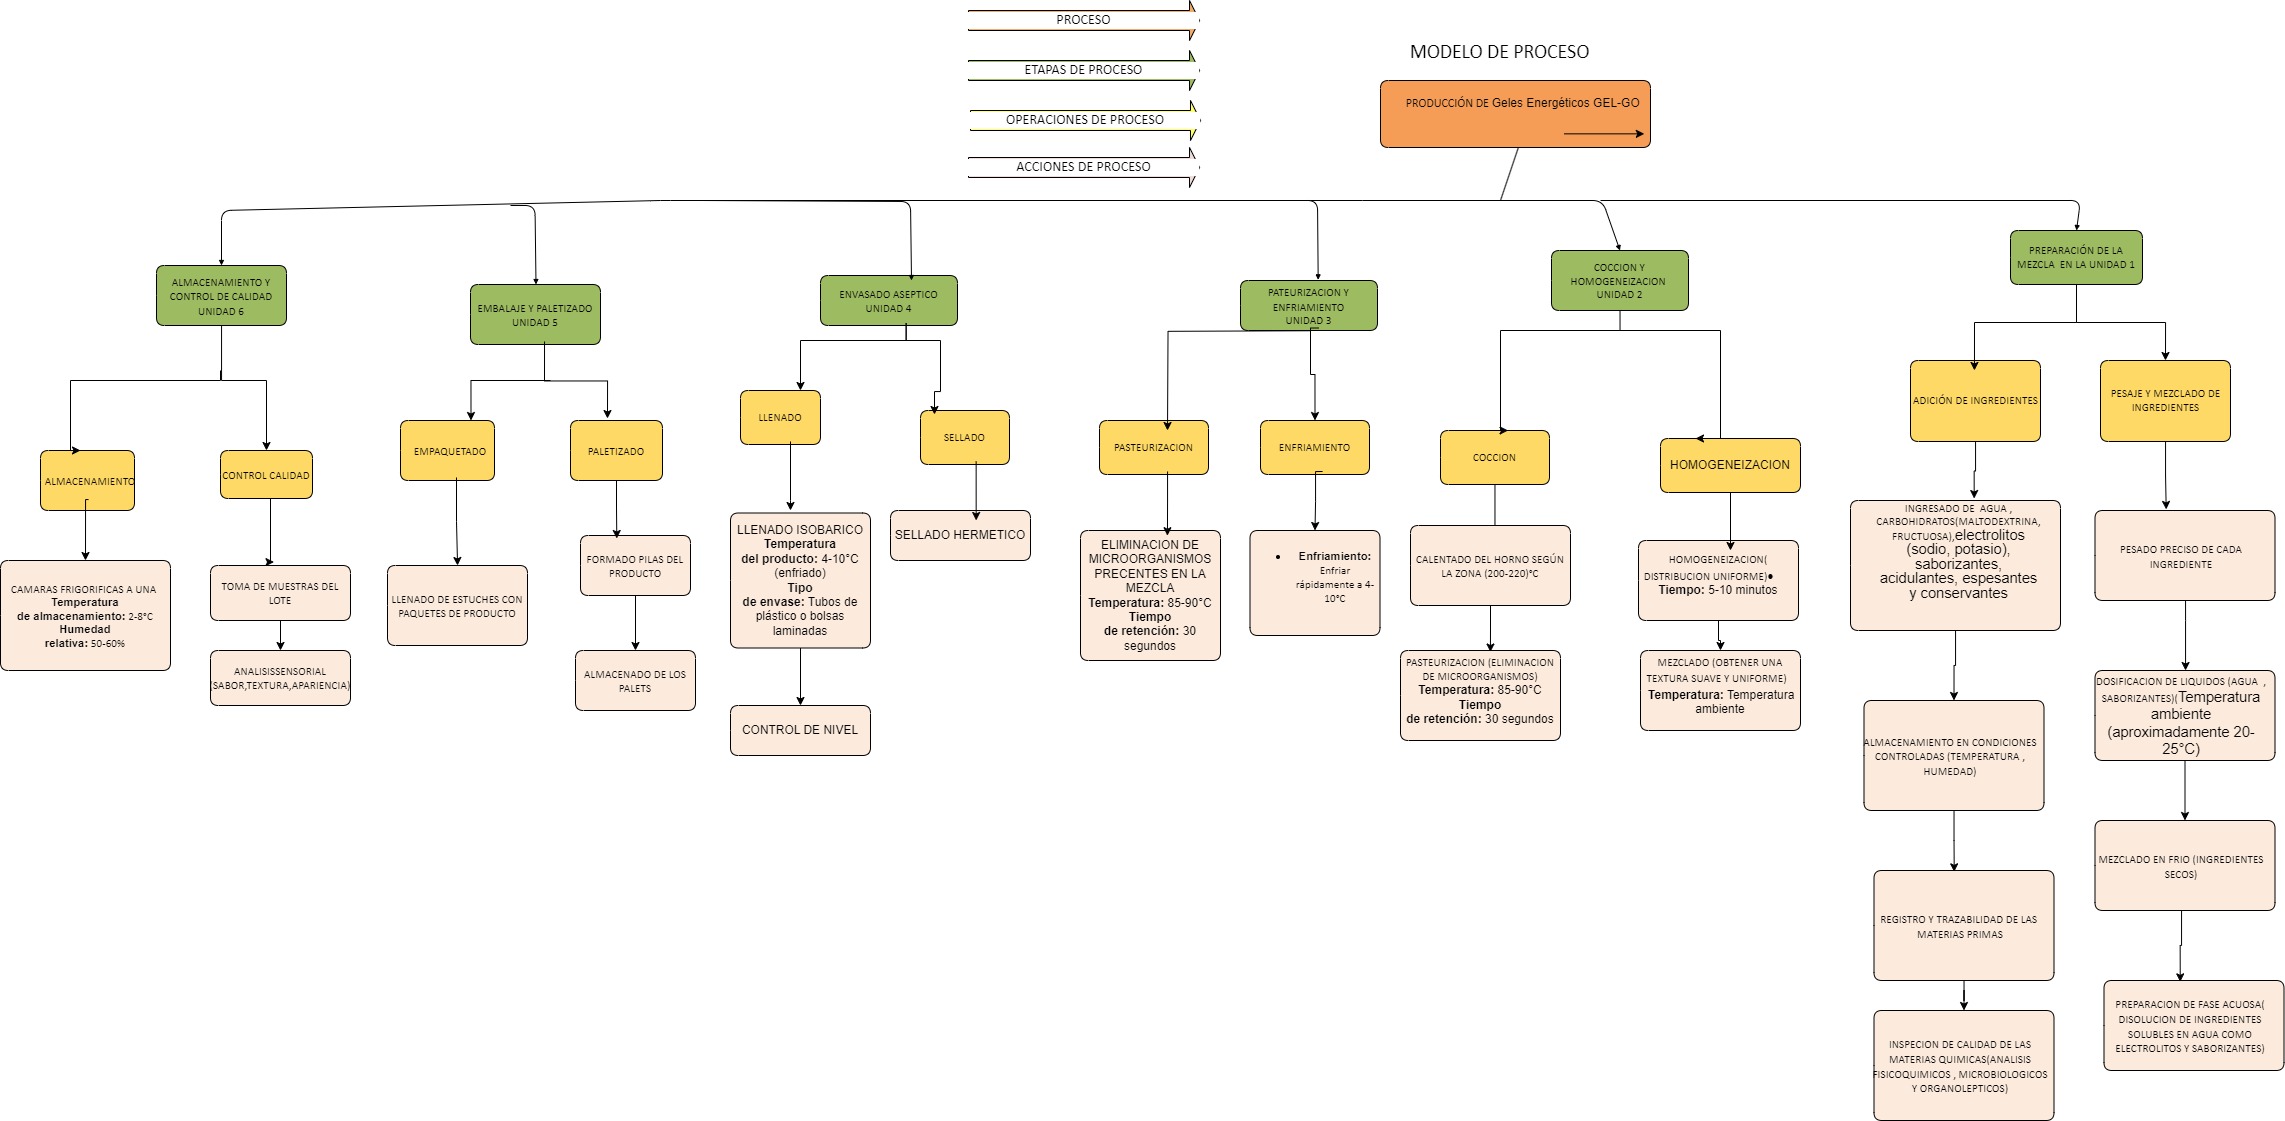 PROCESO
ETAPAS DE PROCESO
OPERACIONES DE PROCESO
ACCIONES DE PROCESO
MODELO DE PROCESO
PRODUCCIÓN DE Geles Energéticos GEL-GO
ALMACENAMIENTO Y
CONTROL DE CALIDAD
UNIDAD 6
EMBALAJE Y PALETIZADO
UNIDAD 5
ENVASADO ASEPTICO
UNIDAD 4
PATEURIZACION Y
ENFRIAMIENTO
UNIDAD 3
COCCION Y
HOMOGENEIZACION
UNIDAD 2
PREPARACIÓN DE LA
MEZCLA EN LA UNIDAD 1
ALMACENAMIENTO
CONTROL CALIDAD
EMPAQUETADO
PALETIZADO
LLENADO
SELLADO
PASTEURIZACION
ENFRIAMIENTO
COCCION
HOMOGENEIZACION
ADICIÓN DE INGREDIENTES
PESAJE Y MEZCLADO DE
INGREDIENTES
CAMARAS FRIGORIFICAS A UNA
Temperatura
de almacenamiento: 2-8°C
Humedad
relativa: 50-60%
TOMA DE MUESTRAS DEL
LOTE
ANALISISSENSORIAL
(SABOR,TEXTURA,APARIENCIA)
LLENADO DE ESTUCHES CON
PAQUETES DE PRODUCTO
FORMADO PILAS DEL
PRODUCTO
ALMACENADO DE LOS
PALETS
LLENADO ISOBARICO
Temperatura
del producto: 4-10°C
(enfriado)
Tipo
de envase: Tubos de
plástico o bolsas
laminadas
CONTROL DE NIVEL
SELLADO HERMETICO
ELIMINACION DE
MICROORGANISMOS
PRECENTES EN LA
MEZCLA
Temperatura: 85-90°C
Tiempo
de retención: 30
segundos
• Enfriamiento:
Enfriar
rápidamente a 4-
10°C
CALENTADO DEL HORNO SEGÚN
LA ZONA (200-220)°C
PASTEURIZACION (ELIMINACION
DE MICROORGANISMOS)
Temperatura: 85-90°C
Tiempo
de retención: 30 segundos
HOMOGENEIZACION(
DISTRIBUCION UNIFORME)●
Tiempo: 5-10 minutos
MEZCLADO (OBTENER UNA
TEXTURA SUAVE Y UNIFORME)
Temperatura: Temperatura
ambiente
INGRESADO DE AGUA ,
CARBOHIDRATOS(MALTODEXTRINA,
FRUCTUOSA),electrolitos
(sodio, potasio),
saborizantes,
acidulantes, espesantes
y conservantes
ALMACENAMIENTO EN CONDICIONES
CONTROLADAS (TEMPERATURA ,
HUMEDAD)
REGISTRO Y TRAZABILIDAD DE LAS
MATERIAS PRIMAS
INSPECION DE CALIDAD DE LAS
MATERIAS QUIMICAS(ANALISIS
FISICOQUIMICOS , MICROBIOLOGICOS
Y ORGANOLEPTICOS)
PESADO PRECISO DE CADA
INGREDIENTE
DOSIFICACION DE LIQUIDOS (AGUA ,
SABORIZANTES)(Temperatura
ambiente
(aproximadamente 20-
25°C)
MEZCLADO EN FRIO (INGREDIENTES
SECOS)
PREPARACION DE FASE ACUOSA(
DISOLUCION DE INGREDIENTES
SOLUBLES EN AGUA COMO
ELECTROLITOS Y SABORIZANTES)